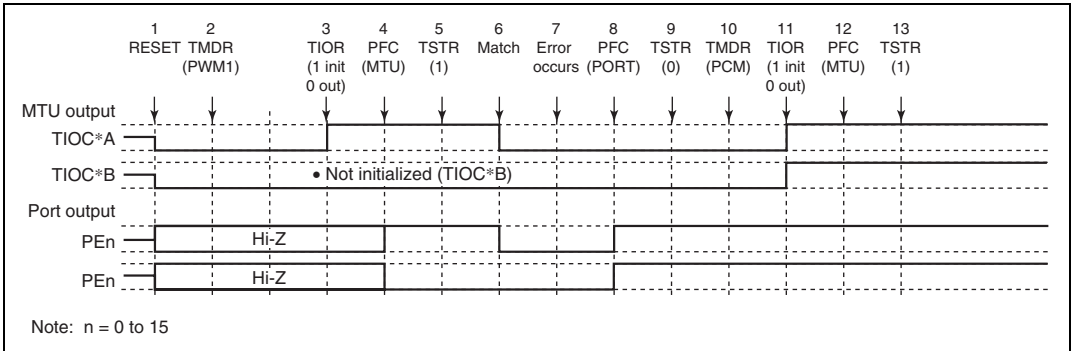 1 2 3 4 5 6 7 8 9 10 11 12 13
RESET TMDR TIOR PFC TSTR Match Error PFC TSTR TMDR TIOR PFC TSTR
(PWM1) (1 init (MTU) (1) occurs (PORT) (0) (PCM) (1 init (MTU) (1)
0 out) 0 out)
MTU output
TIOC*A
TIOC*B • Not initialized (TIOC*B)
Port output
PEn Hi-Z
PEn Hi-Z
Note: n = 0 to 15